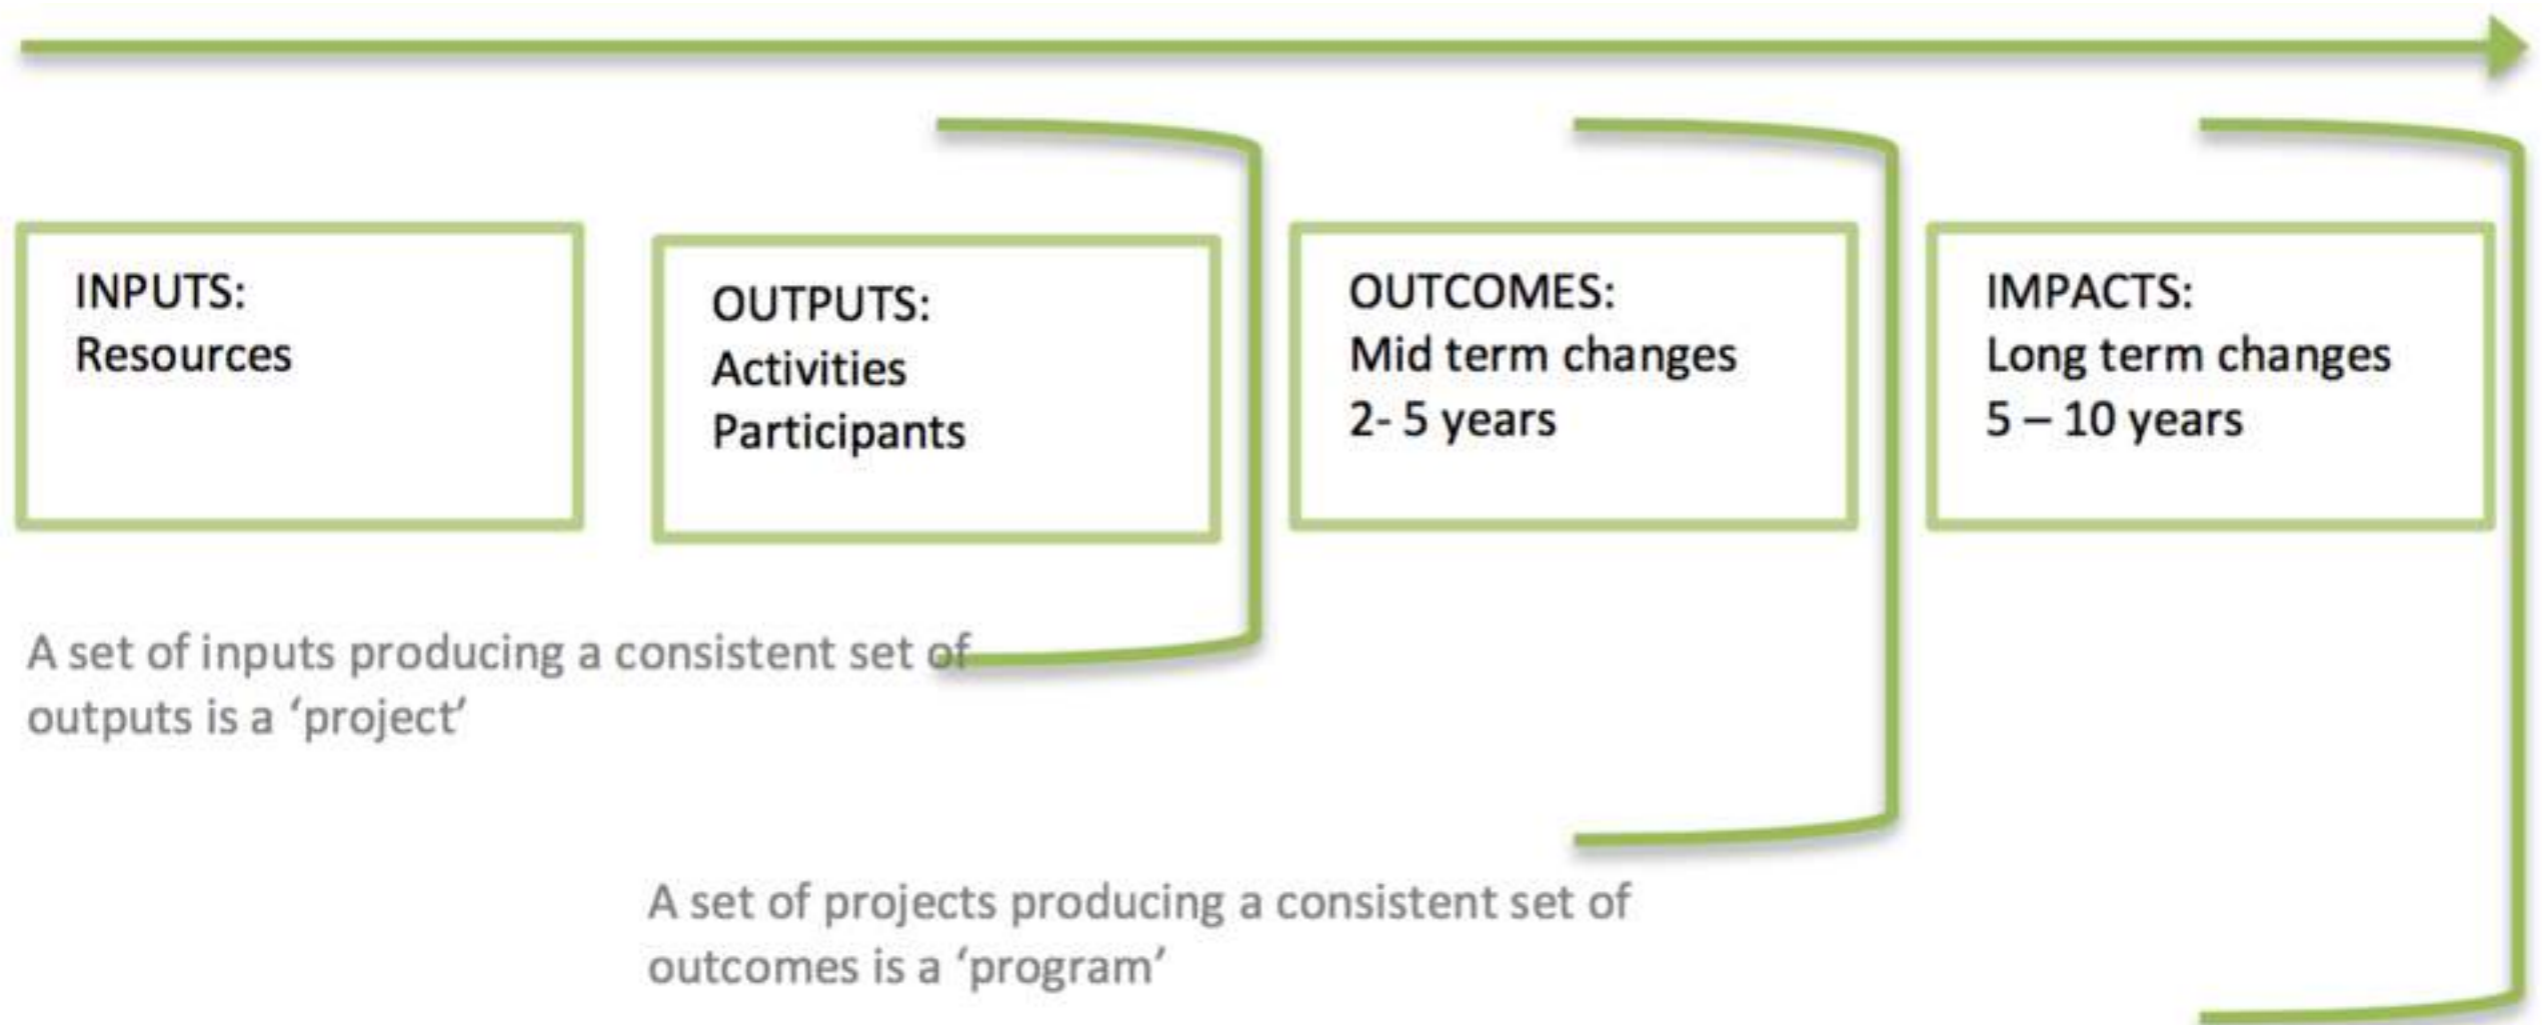 INPUTS:
Resources
OUTPUTS:
Activities
Participants
OUTCOMES:
Mid term changes
2- 5 years
IMPACTS:
Long term changes
5 – 10 years
A set of inputs producing a consistent set of
outputs is a ‘project’
A set of projects producing a consistent set of
outcomes is a ‘program’